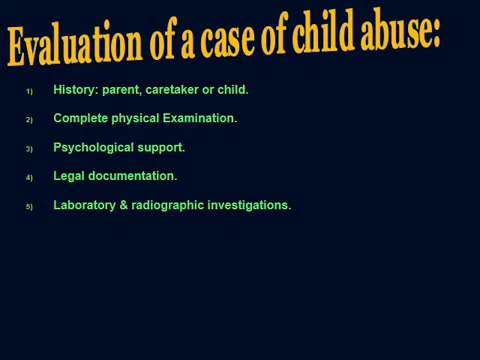 Evaluation of a case of child abuse:
1) History: parent, caretaker or child.
2) Complete physical Examination.
3) Psychological support.
4) Legal documentation.
5) Laboratory & radiographic investigations.